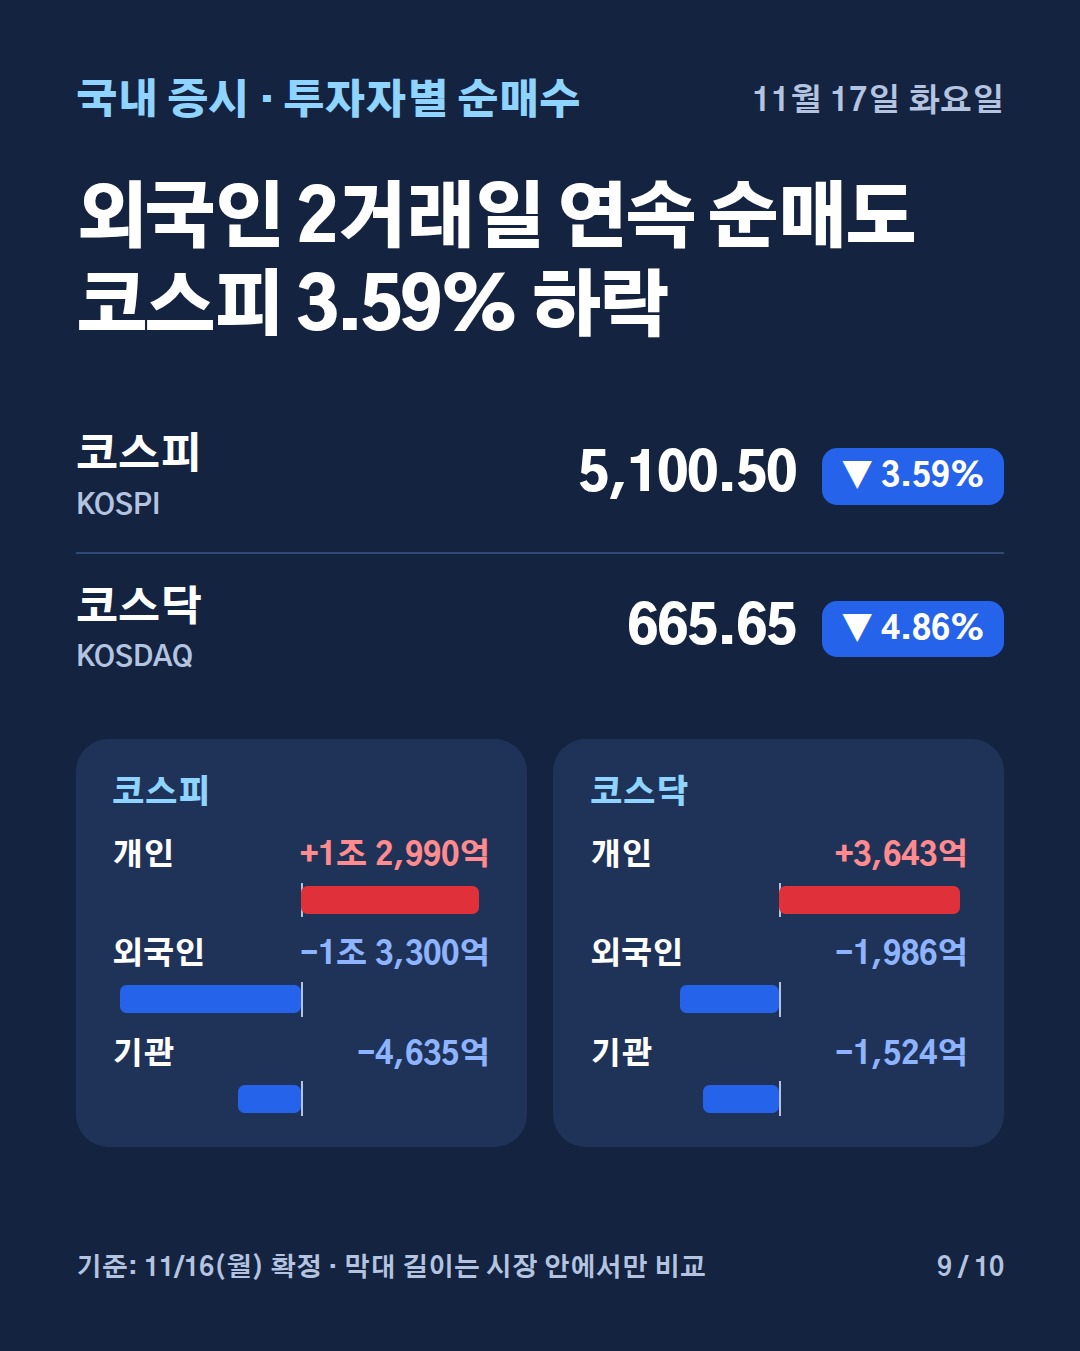 국내 증시 · 투자자별 순매수
11월 17일 화요일
외국인 2거래일 연속 순매도
코스피 3.59% 하락
코스피
KOSPI
5,100.50
▼ 3.59%
코스닥
KOSDAQ
665.65
▼ 4.86%
코스피
개인 +1조 2,990억
외국인 −1조 3,300억
기관 −4,635억
코스닥
개인 +3,643억
외국인 −1,986억
기관 −1,524억
기준: 11/16(월) 확정 · 막대 길이는 시장 안에서만 비교
9 / 10